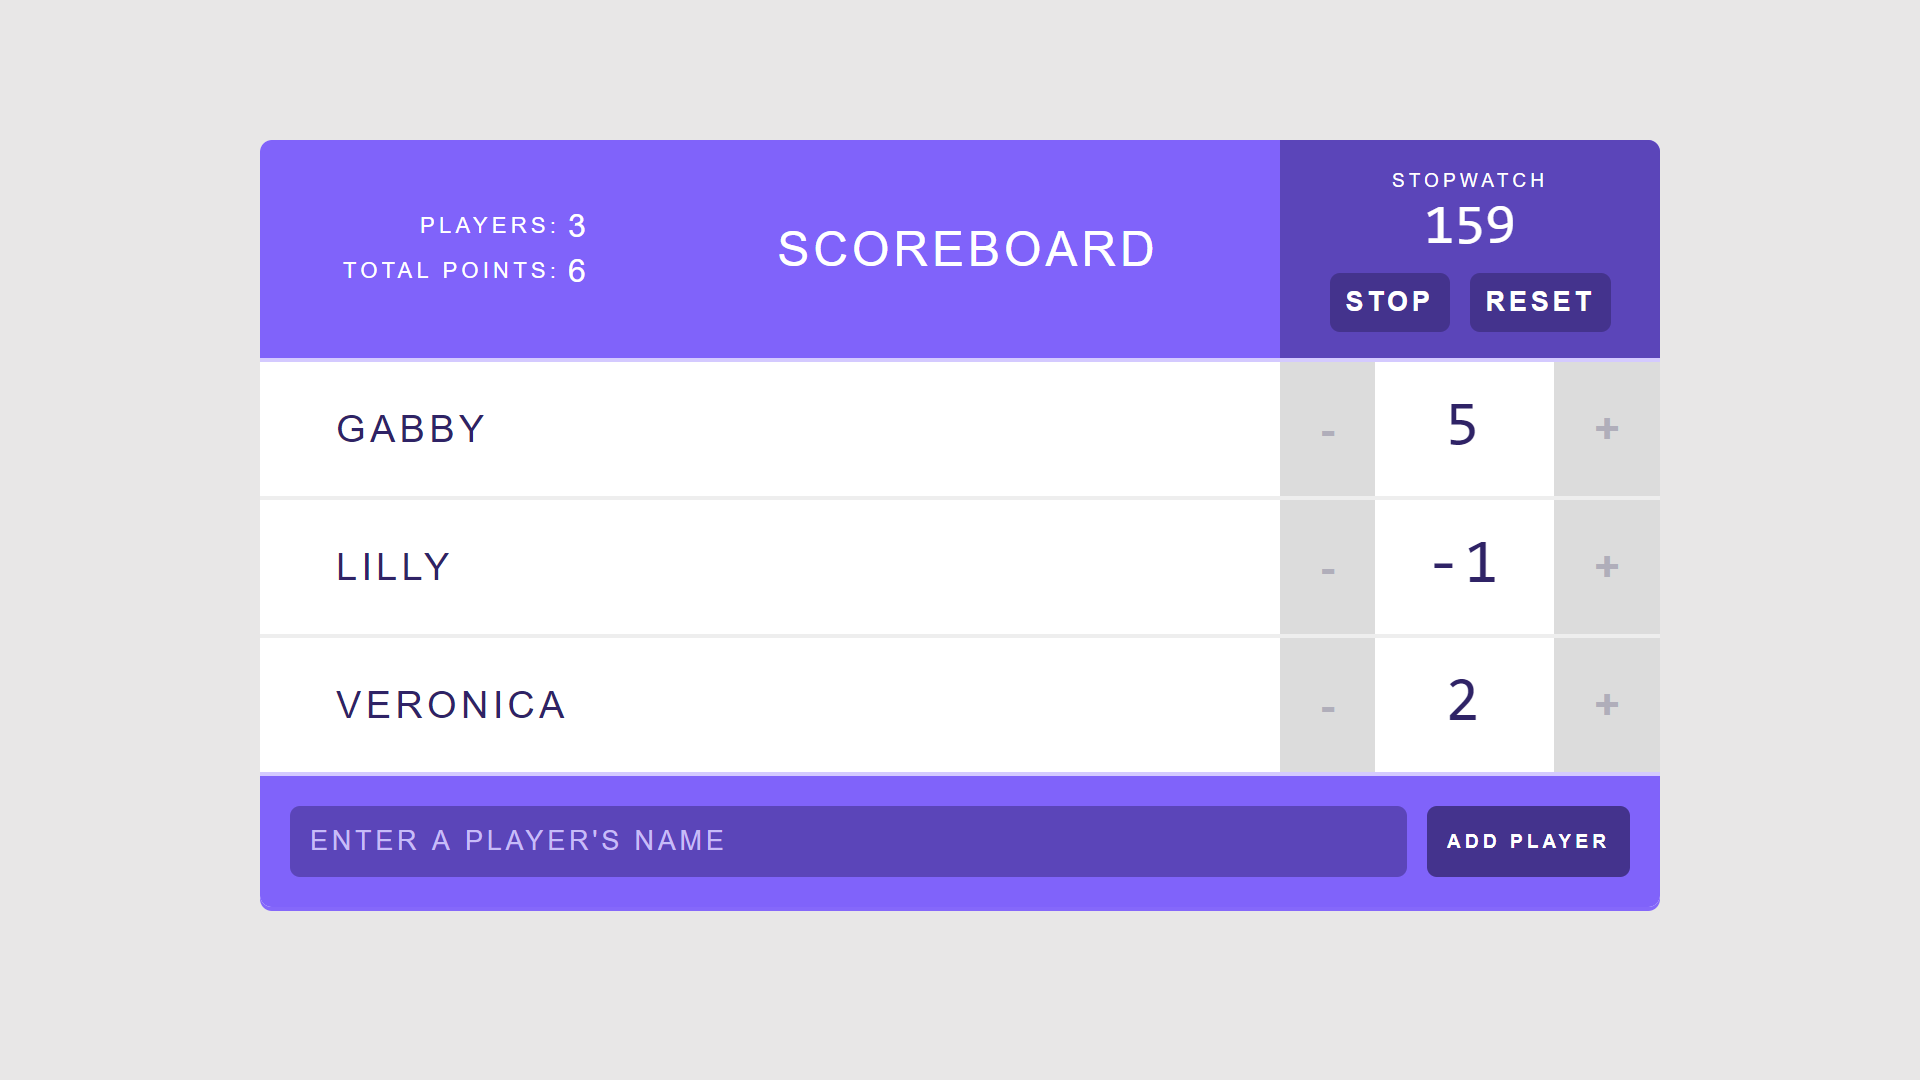 PLAYERS: 3
TOTAL POINTS: 6
SCOREBOARD
STOPWATCH
159
STOP RESET
GABBY - 5 +
LILLY - -1 +
VERONICA - 2 +
ENTER A PLAYER'S NAME ADD PLAYER